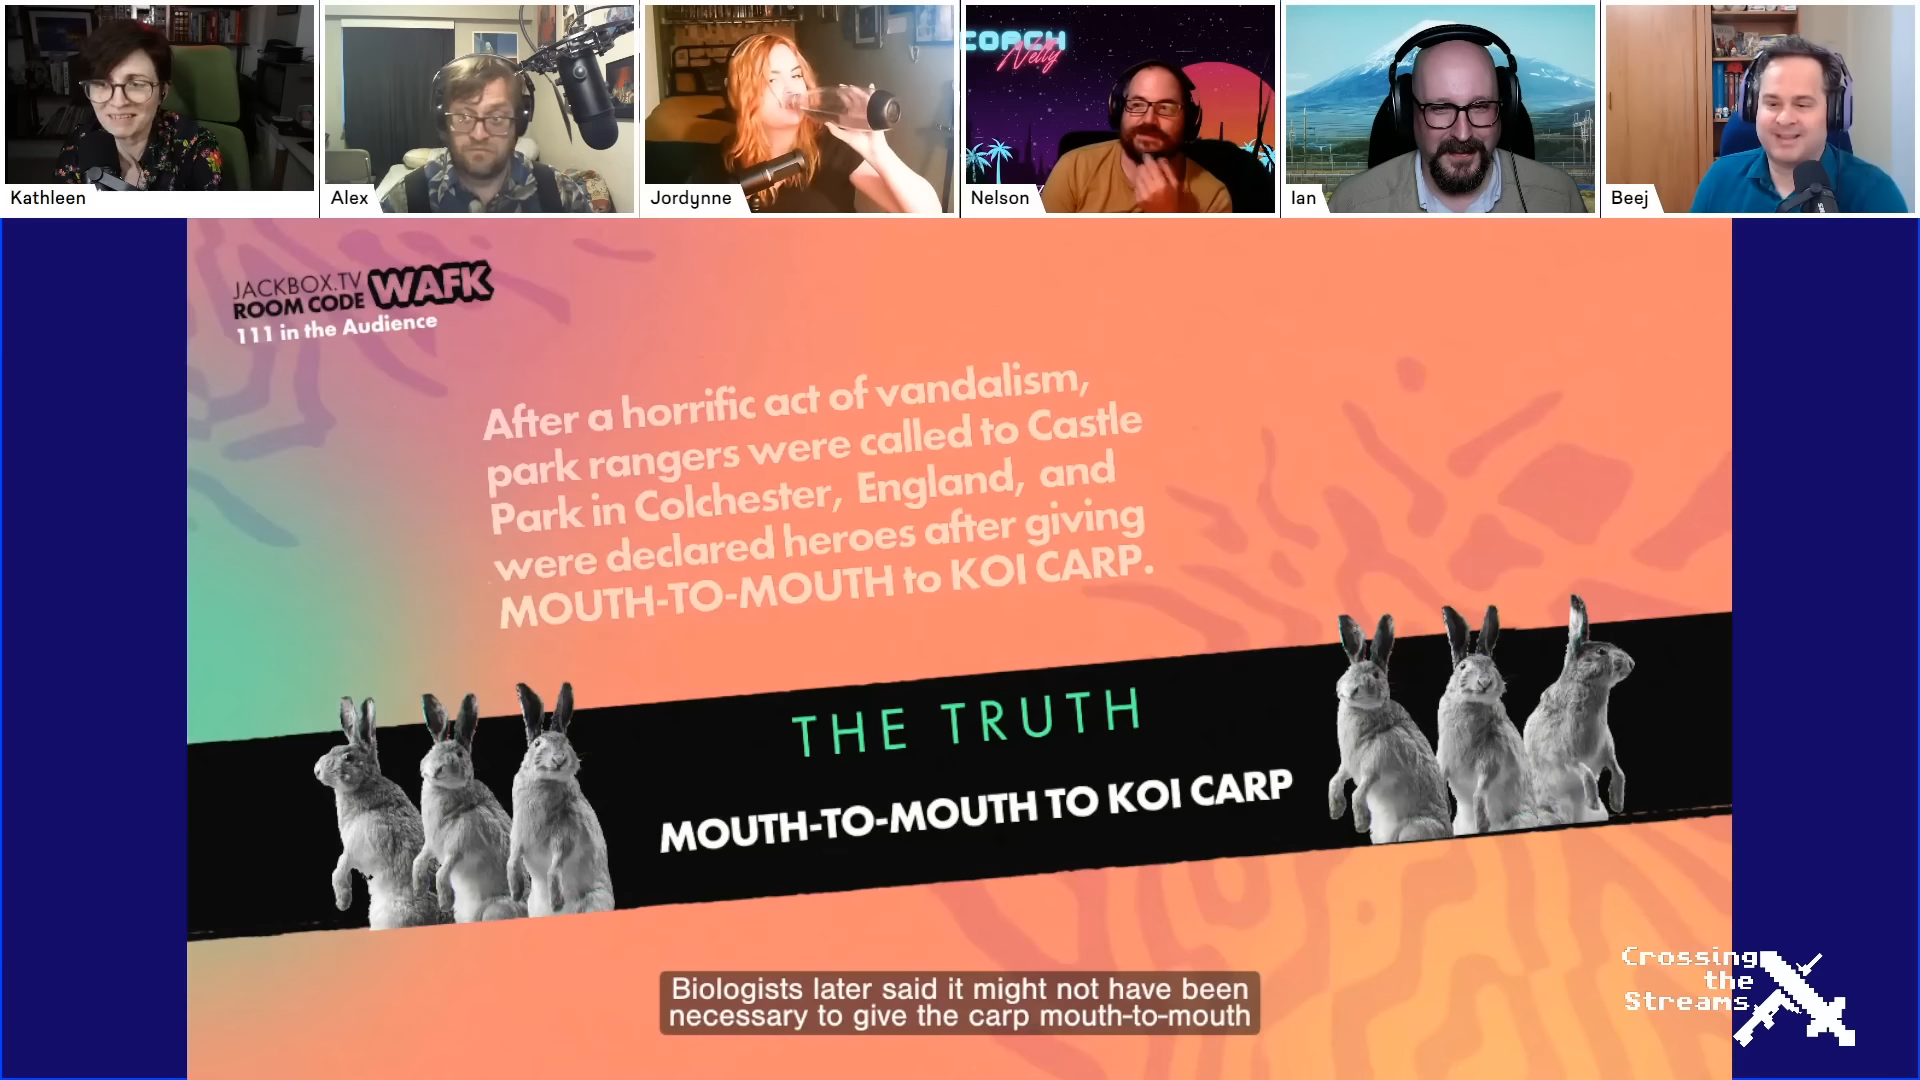 Kathleen
Alex
Jordynne
COACH
Nelly
Nelson
Ian
Beej
JACKBOX.TV
ROOM CODE WAFK
111 in the Audience
After a horrific act of vandalism,
park rangers were called to Castle
Park in Colchester, England, and
were declared heroes after giving
MOUTH-TO-MOUTH to KOI CARP.
THE TRUTH
MOUTH-TO-MOUTH TO KOI CARP
Biologists later said it might not have been
necessary to give the carp mouth-to-mouth
Crossing
the
Streams